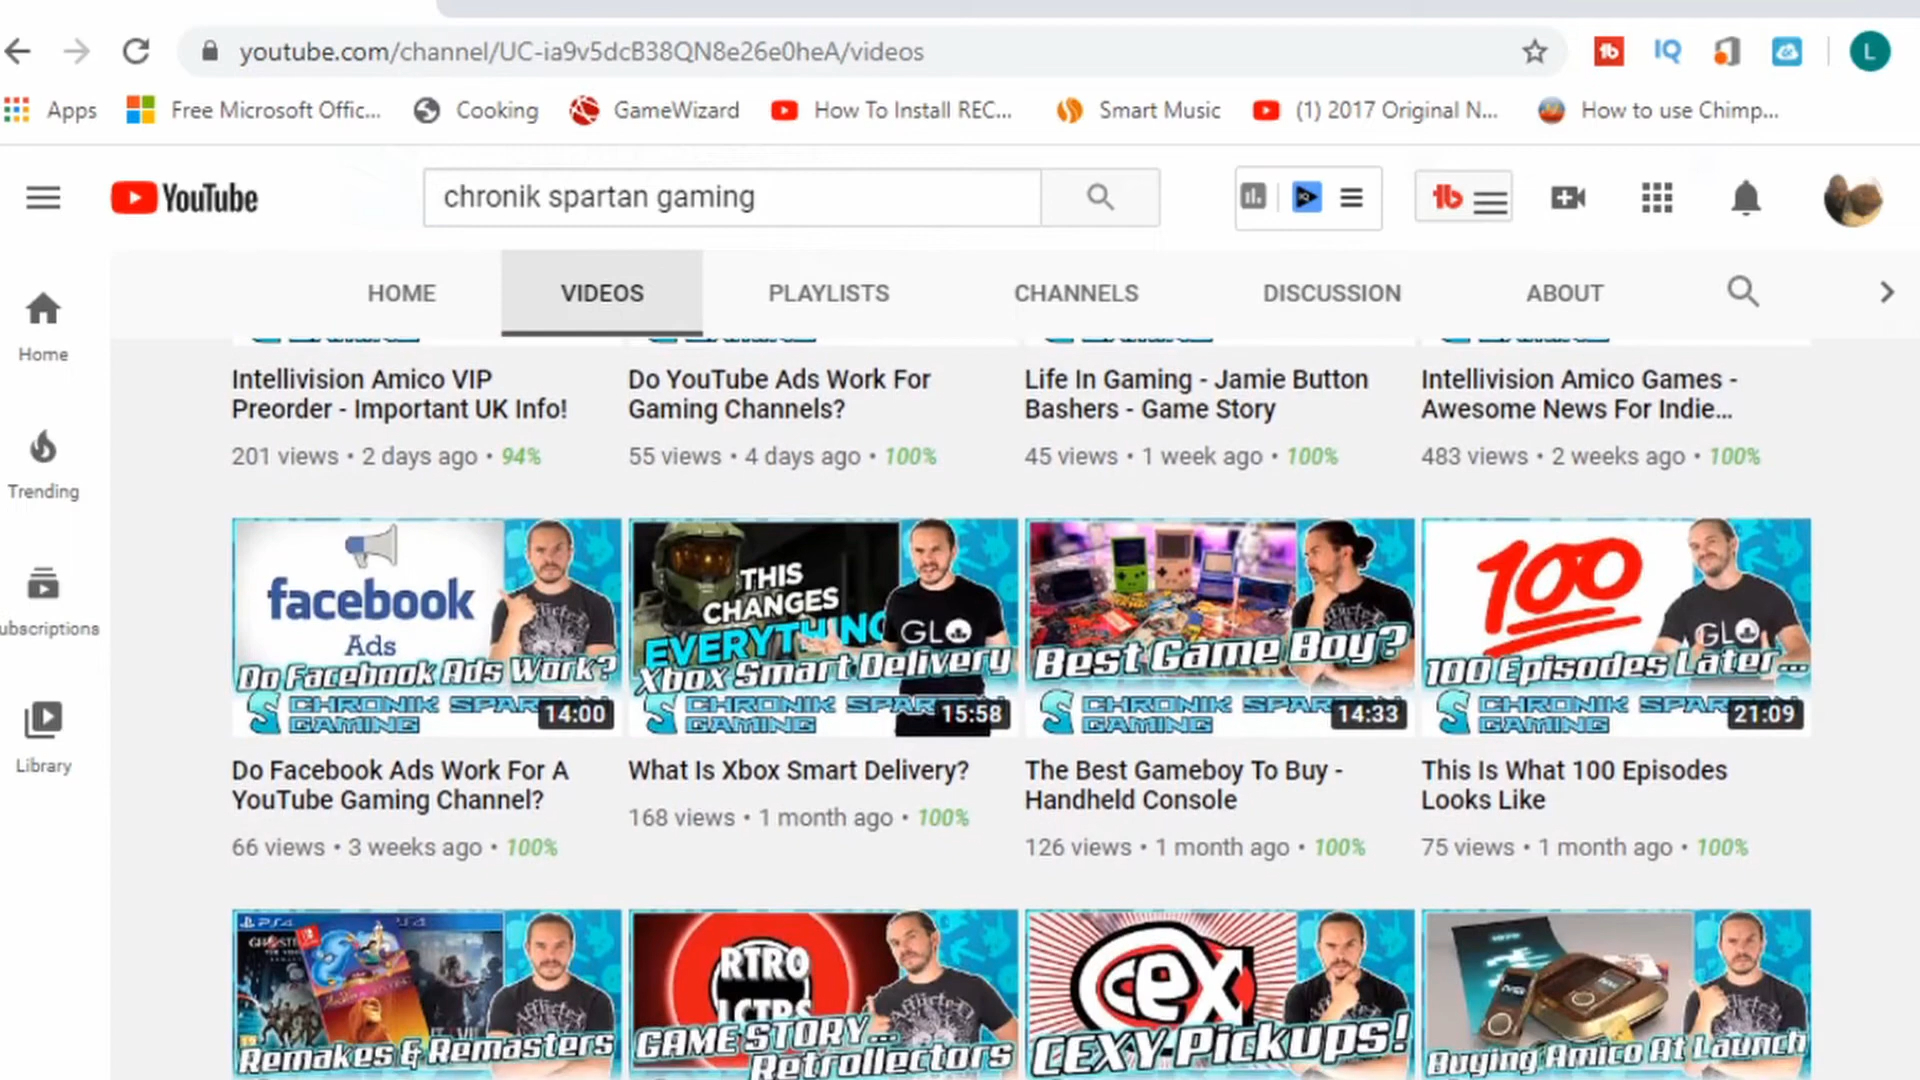 youtube.com/channel/UC-ia9v5dcB38QN8e26e0heA/videos
L
Apps Free Microsoft Offic... Cooking GameWizard How To Install REC... Smart Music (1) 2017 Original N... How to use Chimp...
YouTube
chronik spartan gaming
HOME VIDEOS PLAYLISTS CHANNELS DISCUSSION ABOUT
Home
Trending
ubscriptions
Library
Intellivision Amico VIP
Preorder - Important UK Info!
201 views • 2 days ago • 94%
Do YouTube Ads Work For
Gaming Channels?
55 views • 4 days ago • 100%
Life In Gaming - Jamie Button
Bashers - Game Story
45 views • 1 week ago • 100%
Intellivision Amico Games -
Awesome News For Indie...
483 views • 2 weeks ago • 100%
facebook
Ads
Do Facebook Ads Work?
CHRONIK SPAR
GAMING
14:00
THIS
CHANGES
EVERYTHING
GLO
Xbox Smart Delivery
CHRONIK SPAR
GAMING
15:58
Best Game Boy?
CHRONIK SPAR
GAMING
14:33
100
GLO
100 Episodes Later...
CHRONIK SPAR
GAMING
21:09
Do Facebook Ads Work For A
YouTube Gaming Channel?
66 views • 3 weeks ago • 100%
What Is Xbox Smart Delivery?
168 views • 1 month ago • 100%
The Best Gameboy To Buy -
Handheld Console
126 views • 1 month ago • 100%
This Is What 100 Episodes
Looks Like
75 views • 1 month ago • 100%
PS4
Remakes & Remasters
RTRO
LCTRS
GAME STORY...
Retrollectors
cex
CEXY Pickups!
Buying Amico At Launch